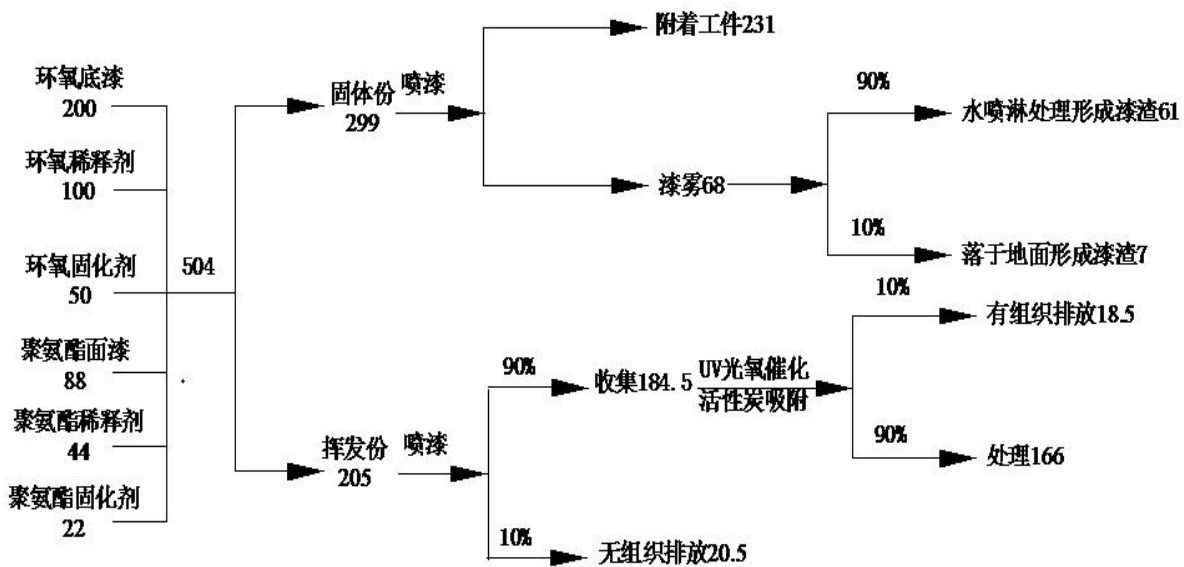 环氧底漆
200
环氧稀释剂
100
环氧固化剂
50
聚氨酯面漆
88
聚氨酯稀释剂
44
聚氨酯固化剂
22
504
固体份
299
喷漆
附着工件231
漆雾68
90%
水喷淋处理形成漆渣61
10%
落于地面形成漆渣7
挥发份
205
喷漆
90%
收集184.5
UV光氧催化
活性炭吸附
10%
有组织排放18.5
90%
处理166
10%
无组织排放20.5